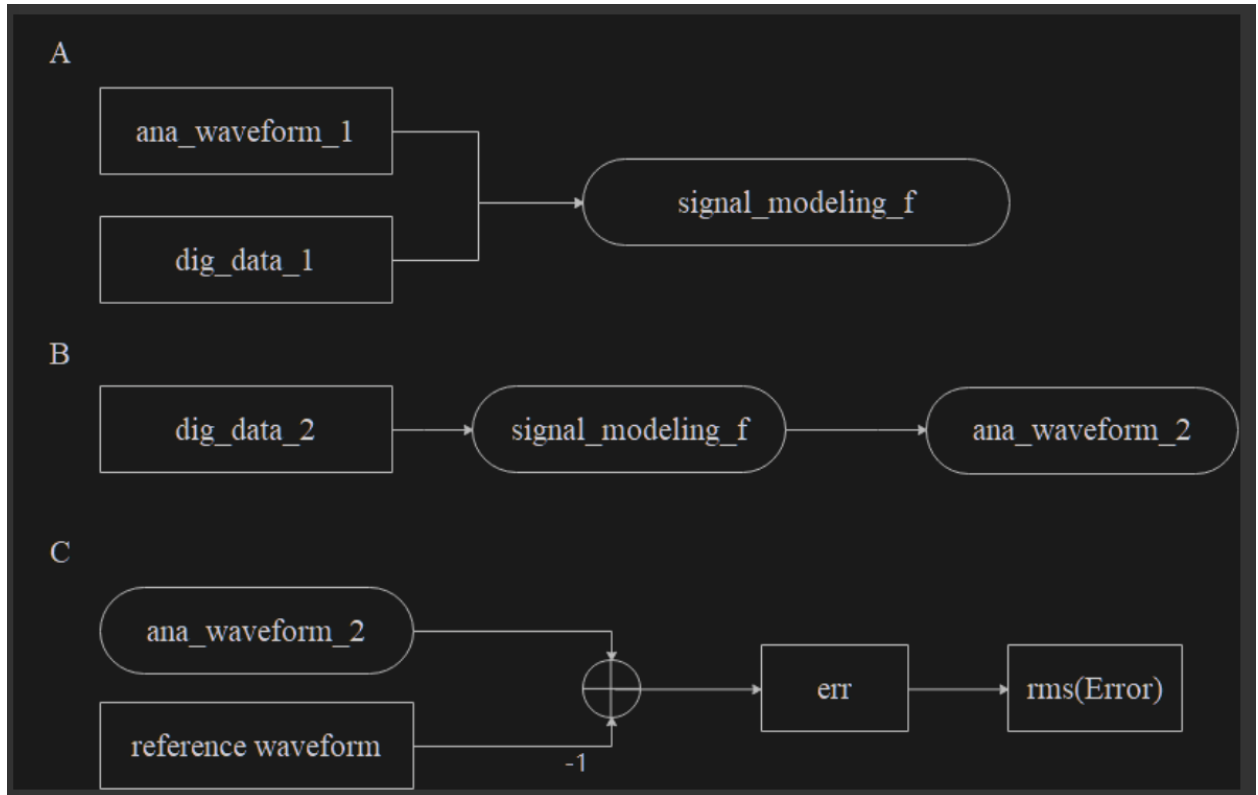 A
ana_waveform_1
signal_modeling_f
dig_data_1
B
dig_data_2
signal_modeling_f
ana_waveform_2
C
ana_waveform_2
err
rms(Error)
reference waveform
-1